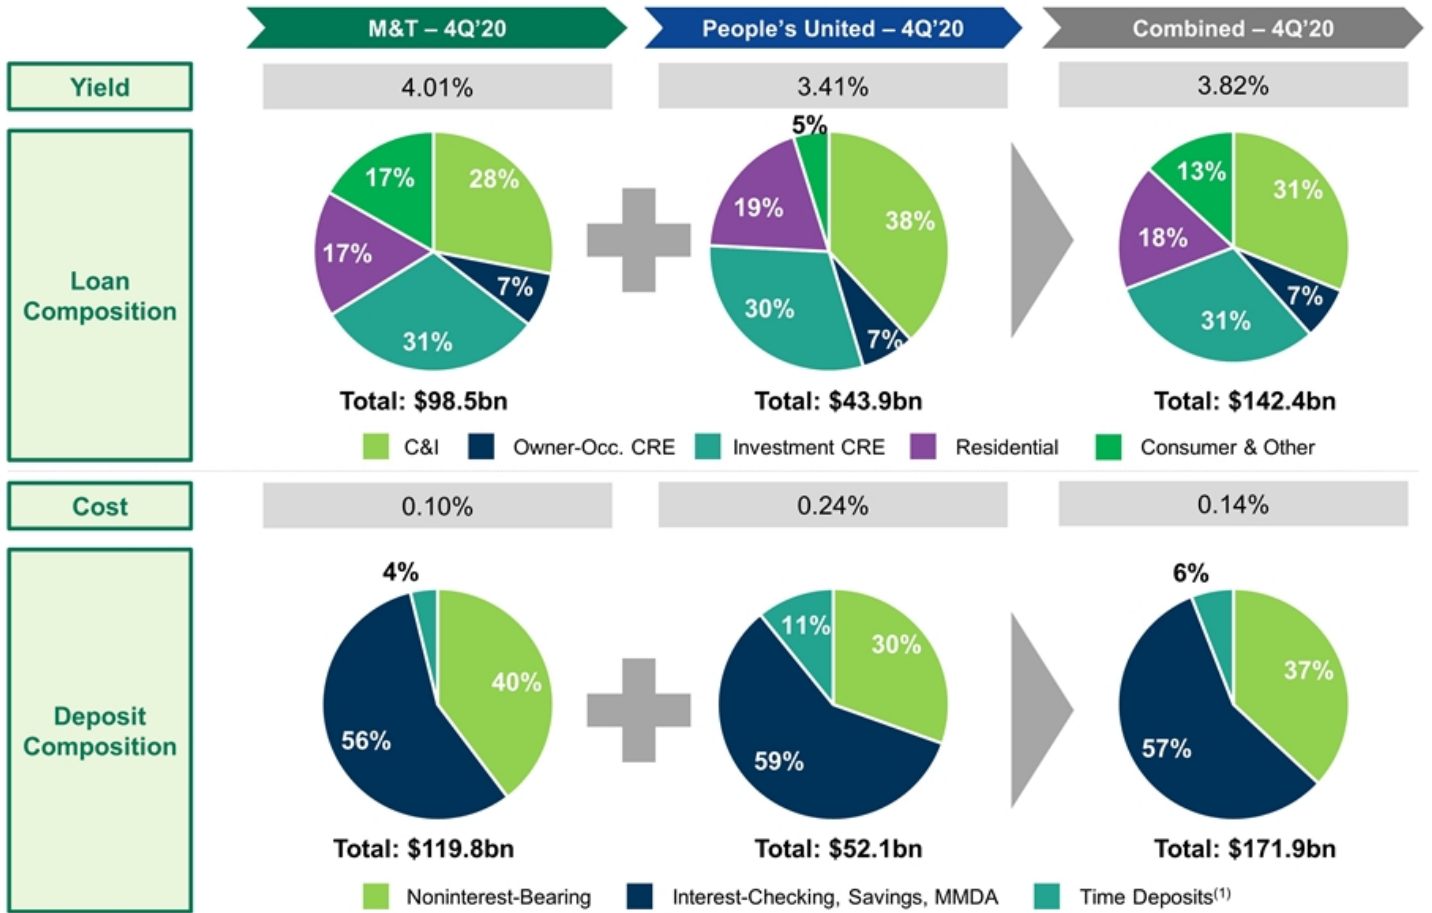 M&T – 4Q’20
People’s United – 4Q’20
Combined – 4Q’20
Yield
4.01%
3.41%
3.82%
Loan
Composition
28%
7%
31%
17%
17%
Total: $98.5bn
38%
7%
30%
19%
5%
Total: $43.9bn
31%
7%
31%
18%
13%
Total: $142.4bn
C&I
Owner-Occ. CRE
Investment CRE
Residential
Consumer & Other
Cost
0.10%
0.24%
0.14%
Deposit
Composition
4%
40%
56%
Total: $119.8bn
11%
30%
59%
Total: $52.1bn
6%
37%
57%
Total: $171.9bn
Noninterest-Bearing
Interest-Checking, Savings, MMDA
Time Deposits(1)